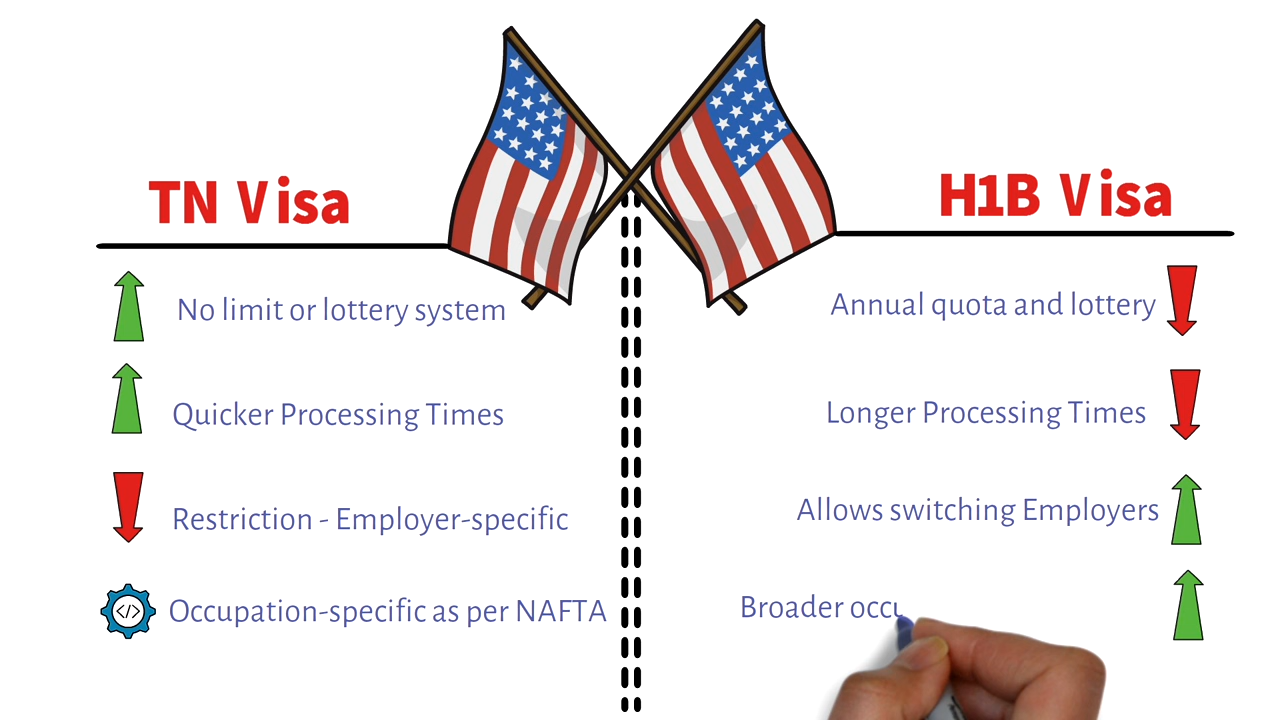 TN Visa
No limit or lottery system
Quicker Processing Times
Restriction - Employer-specific
</> Occupation-specific as per NAFTA
H1B Visa
Annual quota and lottery
Longer Processing Times
Allows switching Employers
Broader occu